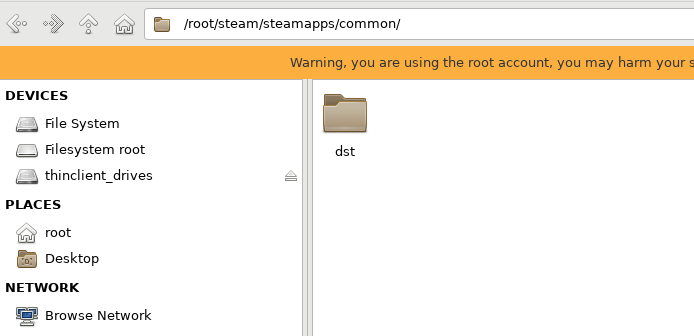 /root/steam/steamapps/common/
Warning, you are using the root account, you may harm your s
DEVICES
File System
Filesystem root
thinclient_drives
PLACES
root
Desktop
NETWORK
Browse Network
dst